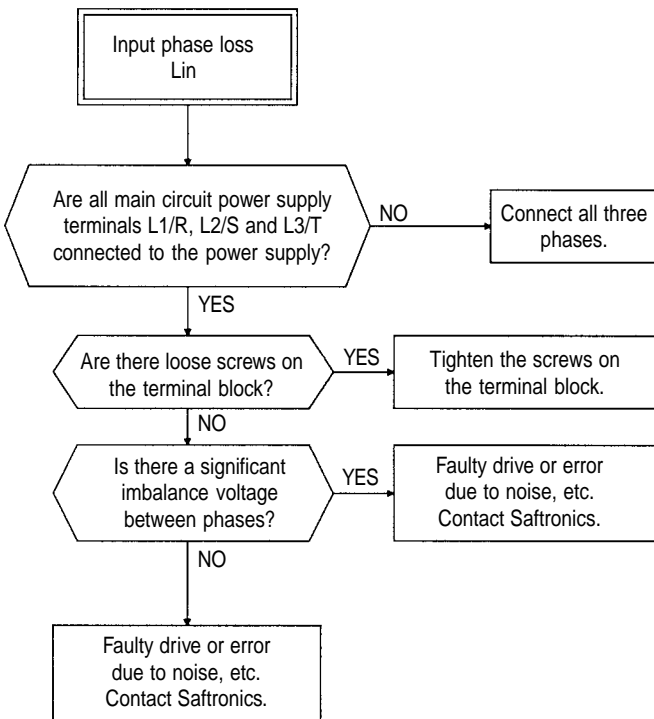 Input phase loss
Lin
Are all main circuit power supply
terminals L1/R, L2/S and L3/T
connected to the power supply?
NO
Connect all three
phases.
YES
Are there loose screws on
the terminal block?
YES
Tighten the screws on
the terminal block.
NO
Is there a significant
imbalance voltage
between phases?
YES
Faulty drive or error
due to noise, etc.
Contact Saftronics.
NO
Faulty drive or error
due to noise, etc.
Contact Saftronics.